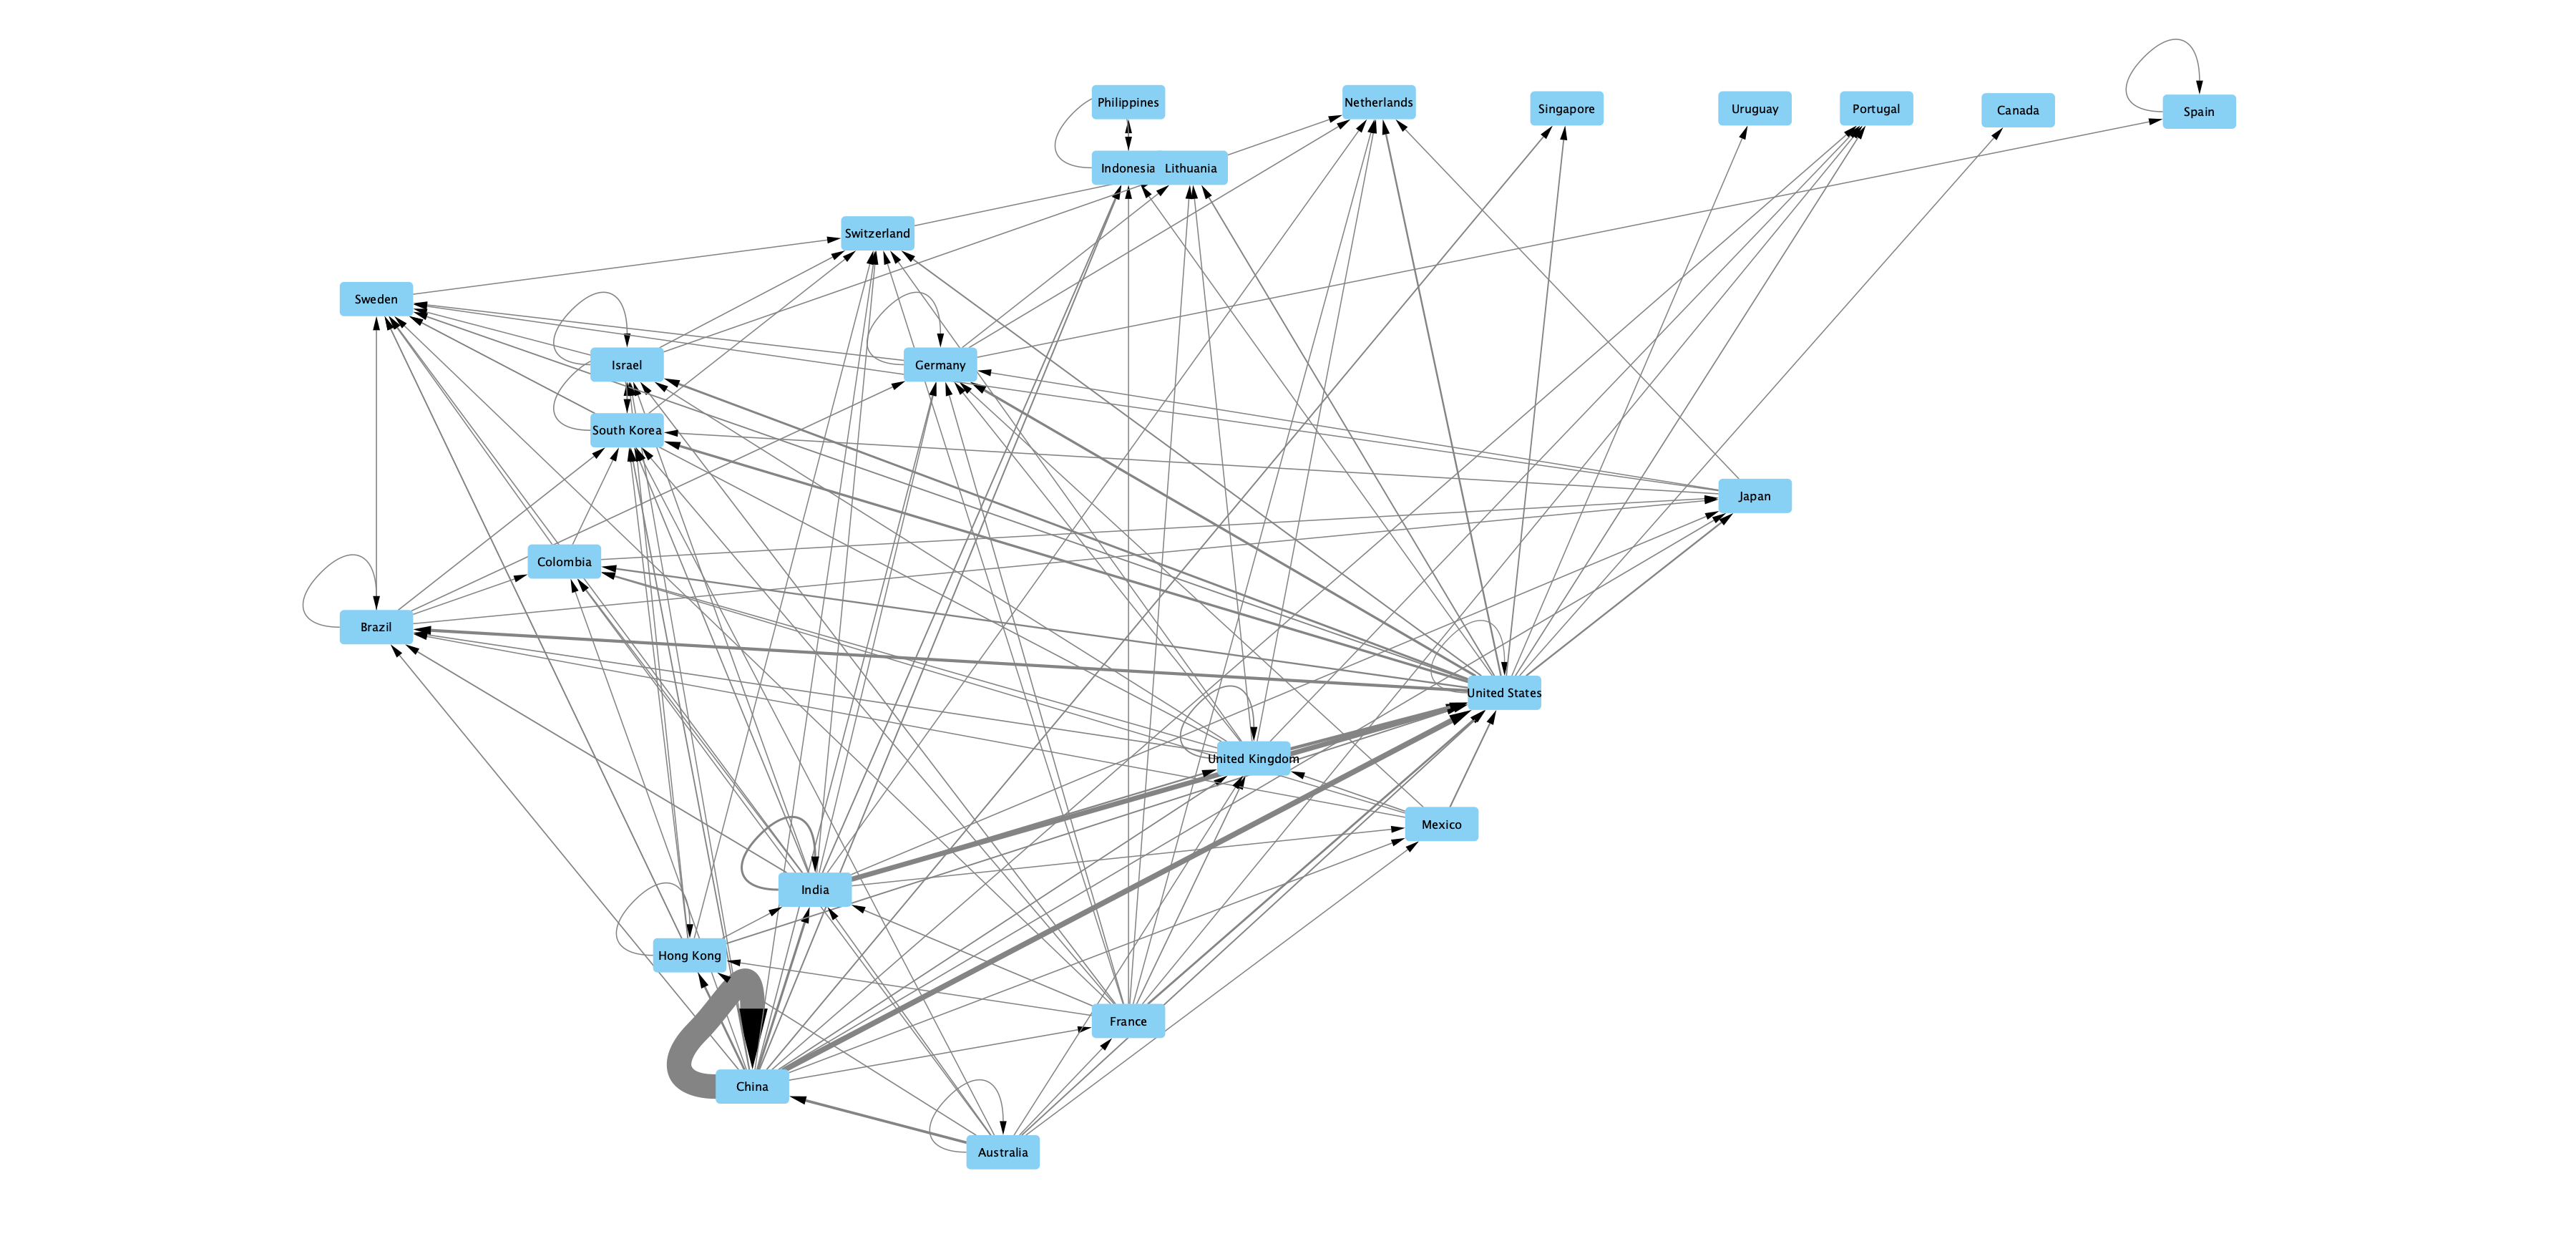 Philippines
Netherlands
Singapore
Uruguay
Portugal
Canada
Spain
Indonesia
Lithuania
Switzerland
Sweden
Israel
Germany
South Korea
Japan
Colombia
Brazil
United States
United Kingdom
Mexico
India
Hong Kong
France
China
Australia